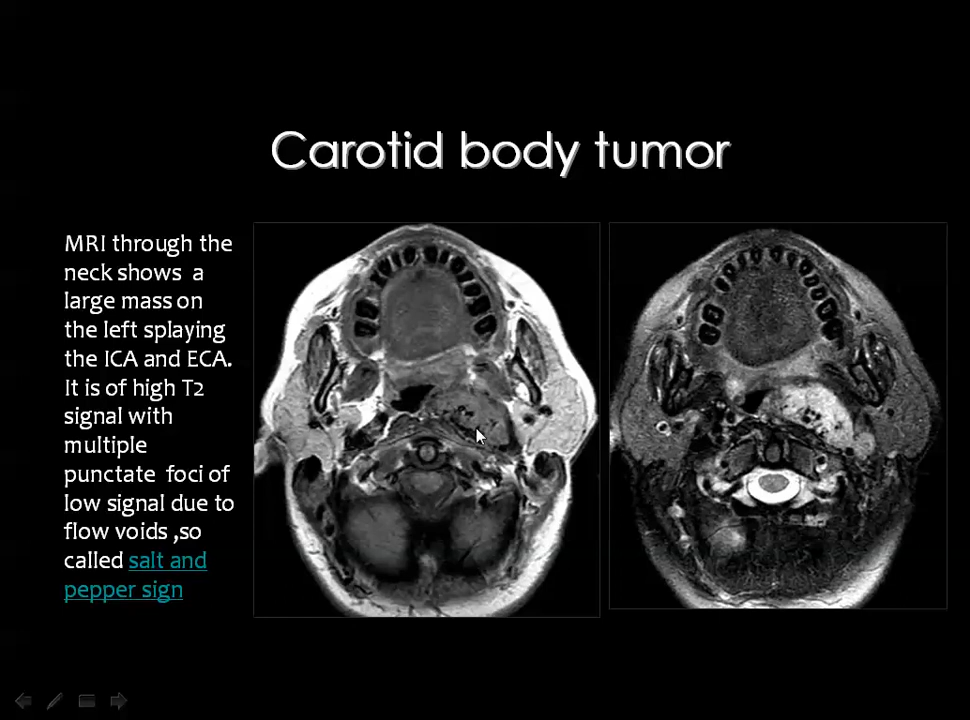 Carotid body tumor
MRI through the
neck shows a
large mass on
the left splaying
the ICA and ECA.
It is of high T2
signal with
multiple
punctate foci of
low signal due to
flow voids ,so
called salt and
pepper sign